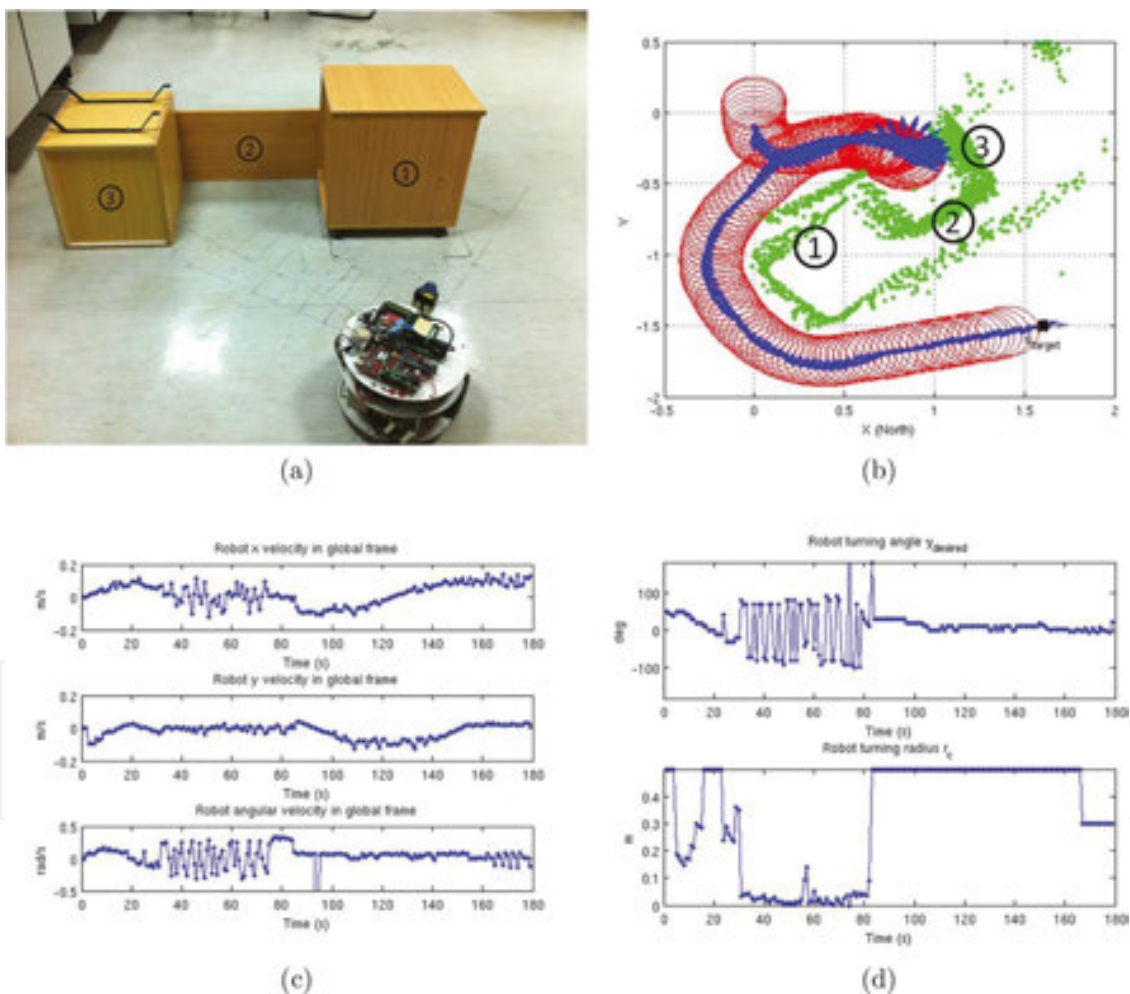 ③
②
①
0.5
0
-0.5
-1
-1.5
-2
Y
-0.5
0
0.5
1
1.5
2
X (North)
①
②
③
(a)
(b)
Robot x velocity in global frame
0.2
0
-0.2
m/s
0 20 40 60 80 100 120 140 160 180
Time (s)
Robot y velocity in global frame
0.2
0
-0.2
m/s
0 20 40 60 80 100 120 140 160 180
Time (s)
Robot angular velocity in global frame
0.5
0
-0.5
rad/s
0 20 40 60 80 100 120 140 160 180
Time (s)
(c)
Robot turning angle γdesired
100
0
-100
deg
0 20 40 60 80 100 120 140 160 180
Time (s)
Robot turning radius rc
0.4
0.3
0.2
0.1
0
m
0 20 40 60 80 100 120 140 160 180
Time (s)
(d)